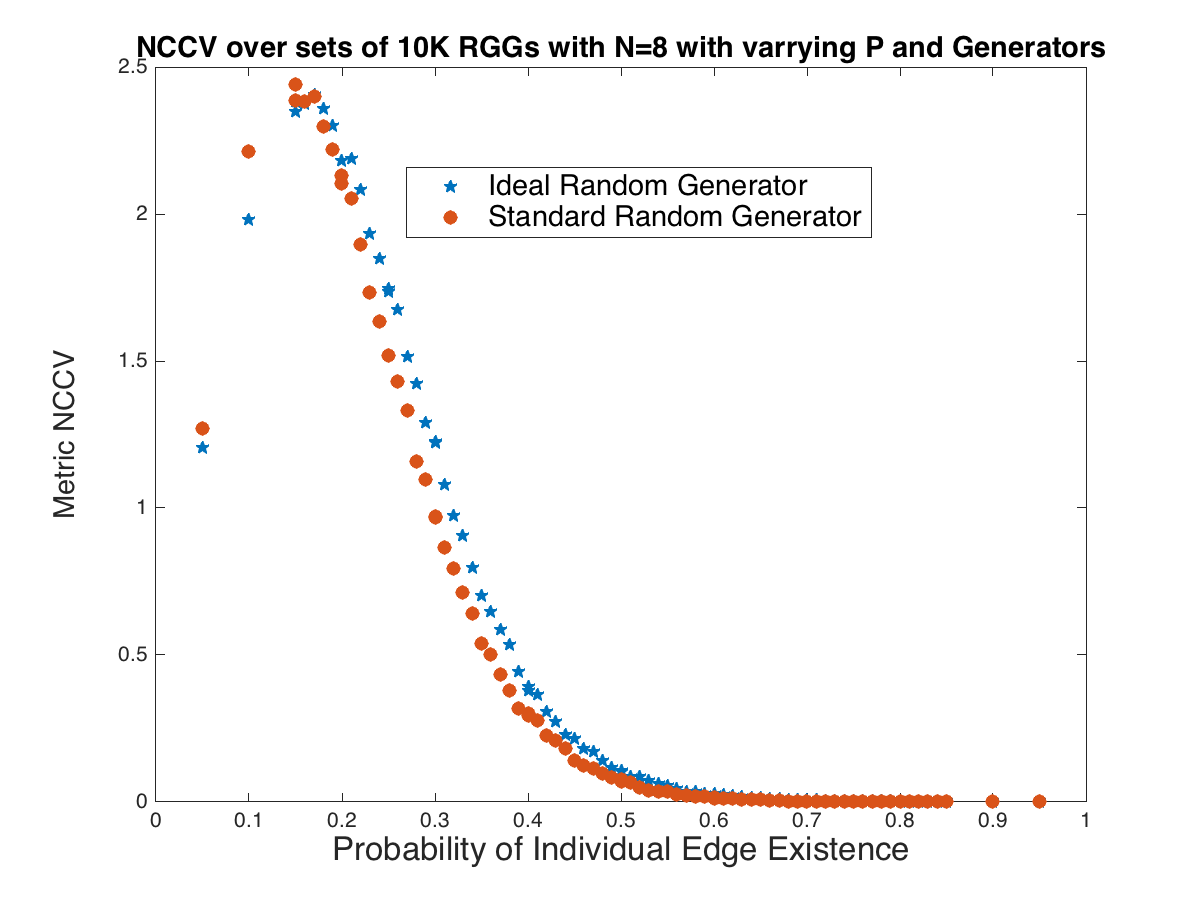 NCCV over sets of 10K RGGs with N=8 with varrying P and Generators
2.5
2
1.5
1
0.5
0
Metric NCCV
Ideal Random Generator
Standard Random Generator
0 0.1 0.2 0.3 0.4 0.5 0.6 0.7 0.8 0.9 1
Probability of Individual Edge Existence